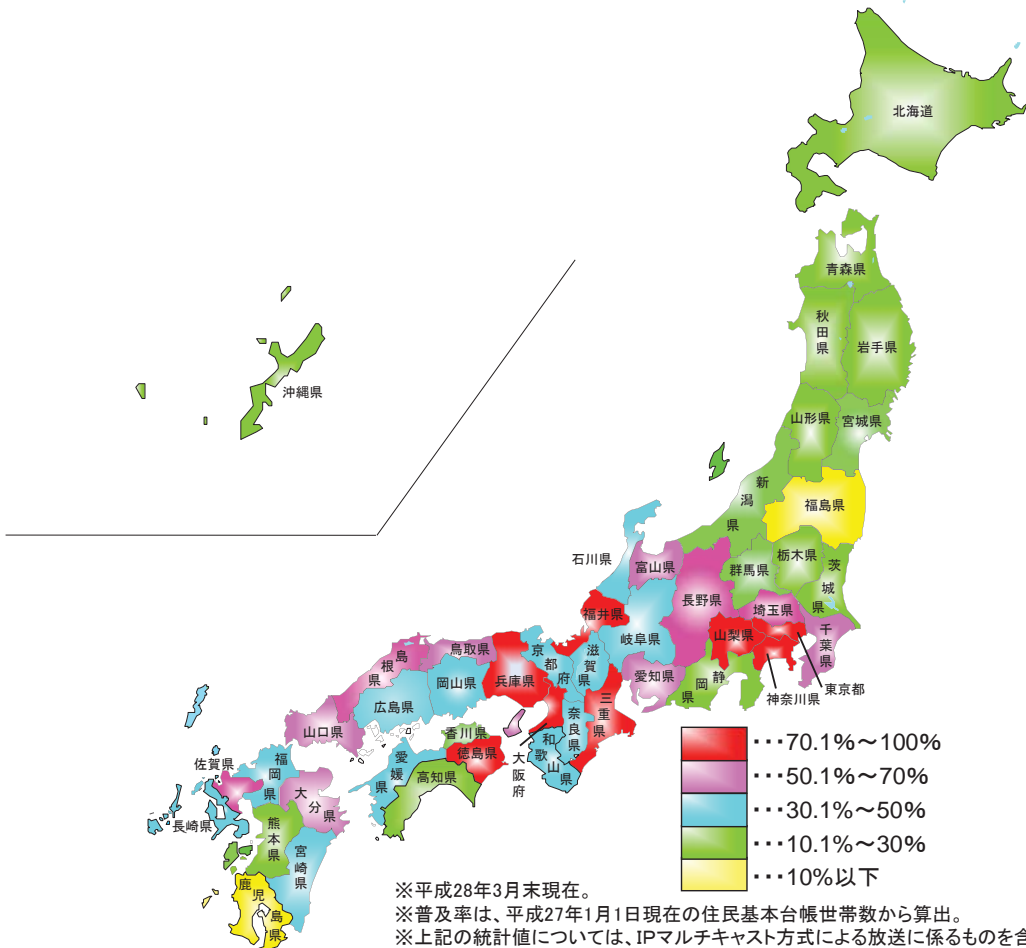 北海道
青森県
秋田県
岩手県
沖縄県
山形県
宮城県
新潟県
福島県
石川県
富山県
群馬県
栃木県
茨城県
長野県
埼玉県
福井県
岐阜県
山梨県
千葉県
島根県
鳥取県
京都府
滋賀県
兵庫県
岡山県
愛知県
静岡県
神奈川県
東京都
広島県
三重県
奈良県
山口県
香川県
和歌山県
大阪府
徳島県
佐賀県
福岡県
愛媛県
高知県
大分県
長崎県
熊本県
宮崎県
鹿児島県
・・・70.1%～100%
・・・50.1%～70%
・・・30.1%～50%
・・・10.1%～30%
・・・10%以下
※平成28年3月末現在。
※普及率は、平成27年1月1日現在の住民基本台帳世帯数から算出。
※上記の統計値については、IPマルチキャスト方式による放送に係るものを含